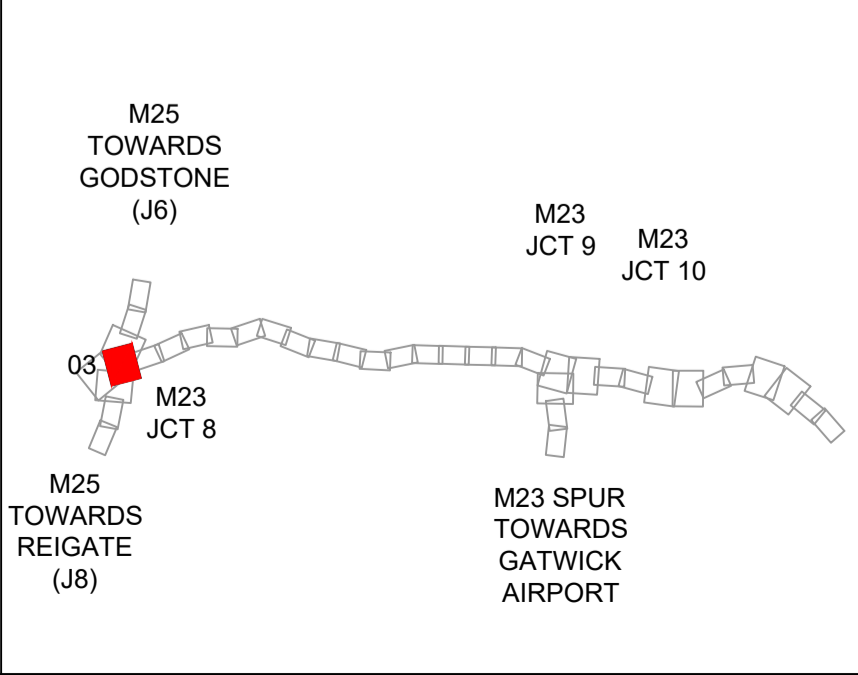 M25
TOWARDS
GODSTONE
(J6)
M23
JCT 9
M23
JCT 10
03
M23
JCT 8
M25
TOWARDS
REIGATE
(J8)
M23 SPUR
TOWARDS
GATWICK
AIRPORT